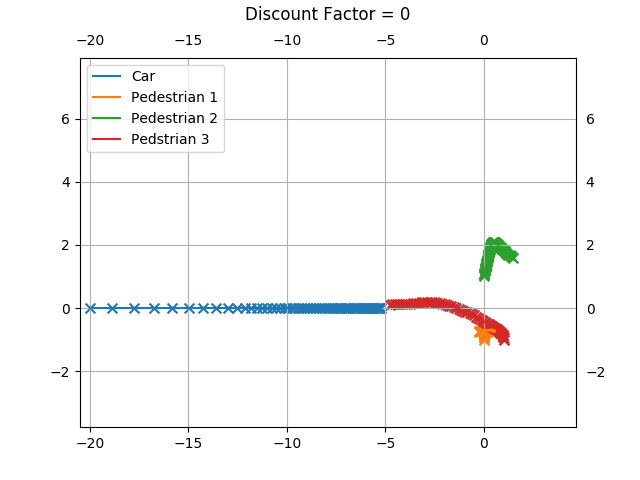 Discount Factor = 0
−20 −15 −10 −5 0
Car
Pedestrian 1
Pedestrian 2
Pedstrian 3
6 6
4 4
2 2
0 0
−2 −2
−20 −15 −10 −5 0